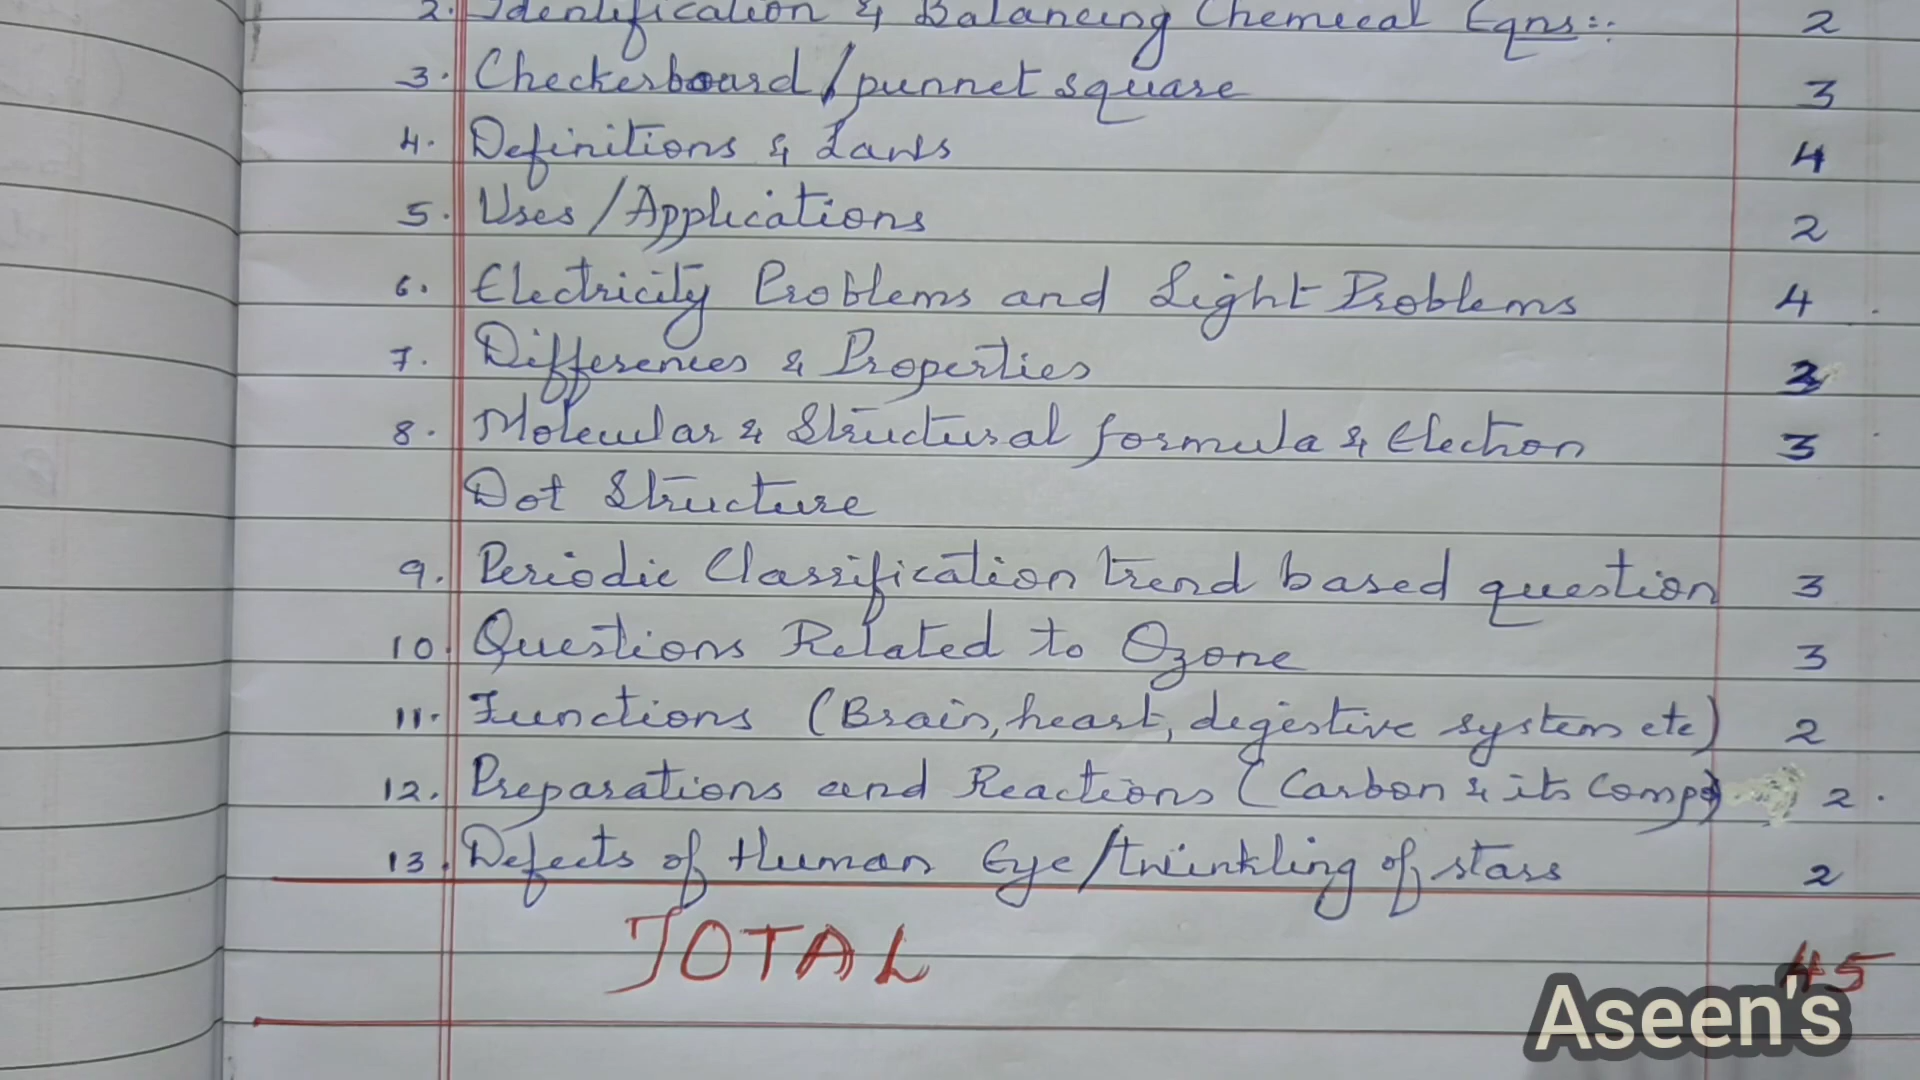 2. Identification & Balancing Chemical Eqns:. 2
3. Checkerboard/punnet square 3
4. Definitions & Laws 4
5. Uses/Applications 2
6. Electricity Problems and Light Problems 4
7. Differences & Properties
8. Molecular & Structural formula & Electron 3
Dot Structure
9. Periodic Classification trend based question 3
10. Questions Related to Ozone 3
11. Functions (Brain, heart, digestive system etc) 2
12. Preparations and Reactions (Carbon & its Comp) 2.
13. Defects of Human Eye/twinkling of stars 2
TOTAL 45
Aseen's